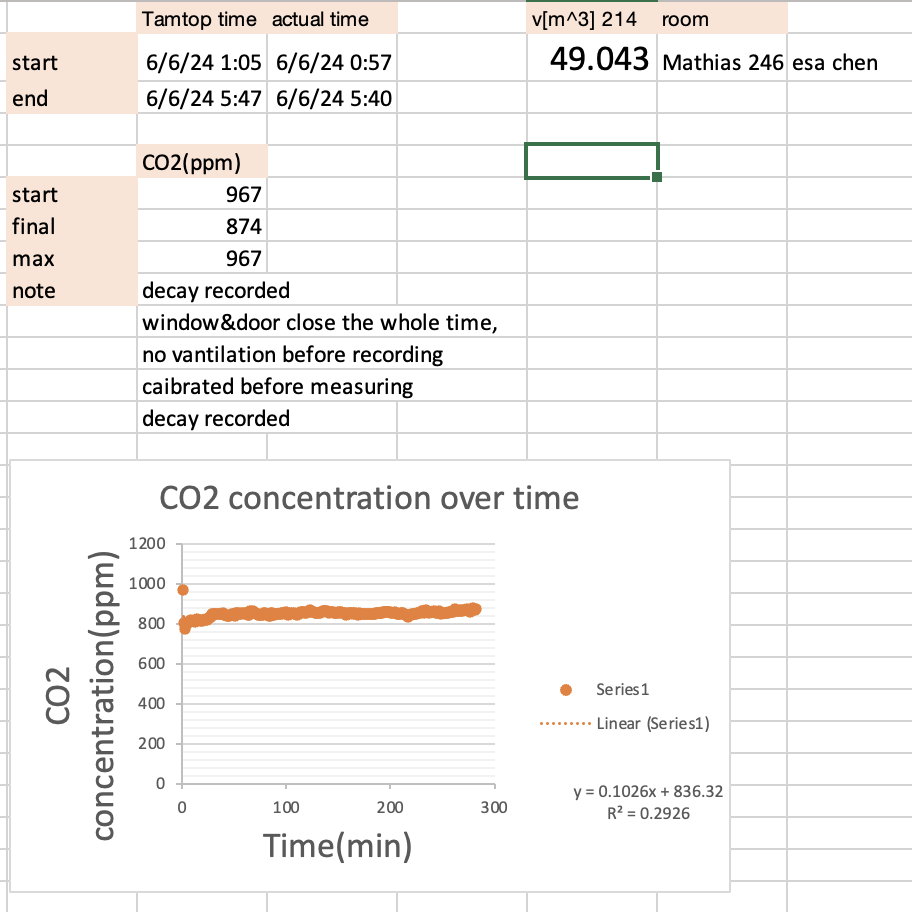 Tamtop time actual time v[m^3] 214 room
start 6/6/24 1:05 6/6/24 0:57 49.043 Mathias 246 esa chen
end 6/6/24 5:47 6/6/24 5:40
CO2(ppm)
start 967
final 874
max 967
note decay recorded
window&door close the whole time,
no vantilation before recording
caibrated before measuring
decay recorded
CO2 concentration over time
CO2
concentration(ppm)
1200
1000
800
600
400
200
0
0 100 200 300
Time(min)
Series1
Linear (Series1)
y = 0.1026x + 836.32
R² = 0.2926